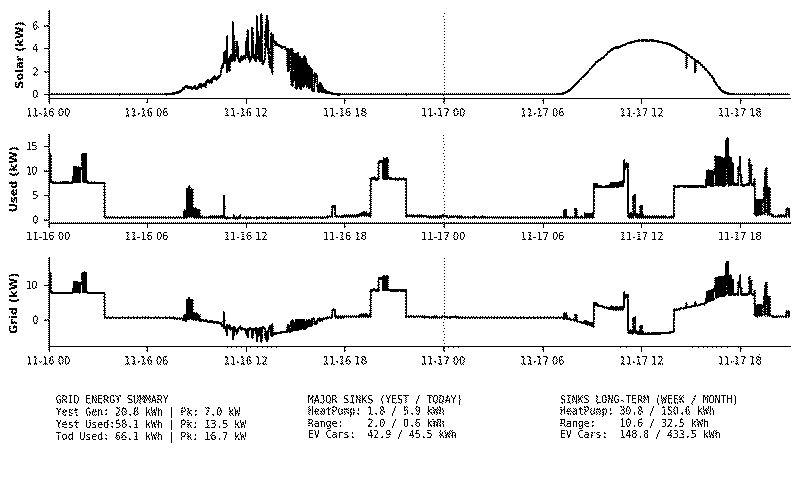 Solar (kW)
6
4
2
0
11-16 00 11-16 06 11-16 12 11-16 18 11-17 00 11-17 06 11-17 12 11-17 18
Used (kW)
15
10
5
0
11-16 00 11-16 06 11-16 12 11-16 18 11-17 00 11-17 06 11-17 12 11-17 18
Grid (kW)
10
0
11-16 00 11-16 06 11-16 12 11-16 18 11-17 00 11-17 06 11-17 12 11-17 18
GRID ENERGY SUMMARY
Yest Gen: 20.8 kWh | Pk: 7.0 kW
Yest Used:58.1 kWh | Pk: 13.5 kW
Tod Used: 66.1 kWh | Pk: 16.7 kW
MAJOR SINKS (YEST / TODAY)
HeatPump: 1.8 / 5.9 kWh
Range: 2.0 / 0.6 kWh
EV Cars: 42.9 / 45.5 kWh
SINKS LONG-TERM (WEEK / MONTH)
HeatPump: 30.8 / 150.6 kWh
Range: 10.6 / 32.5 kWh
EV Cars: 148.8 / 433.5 kWh